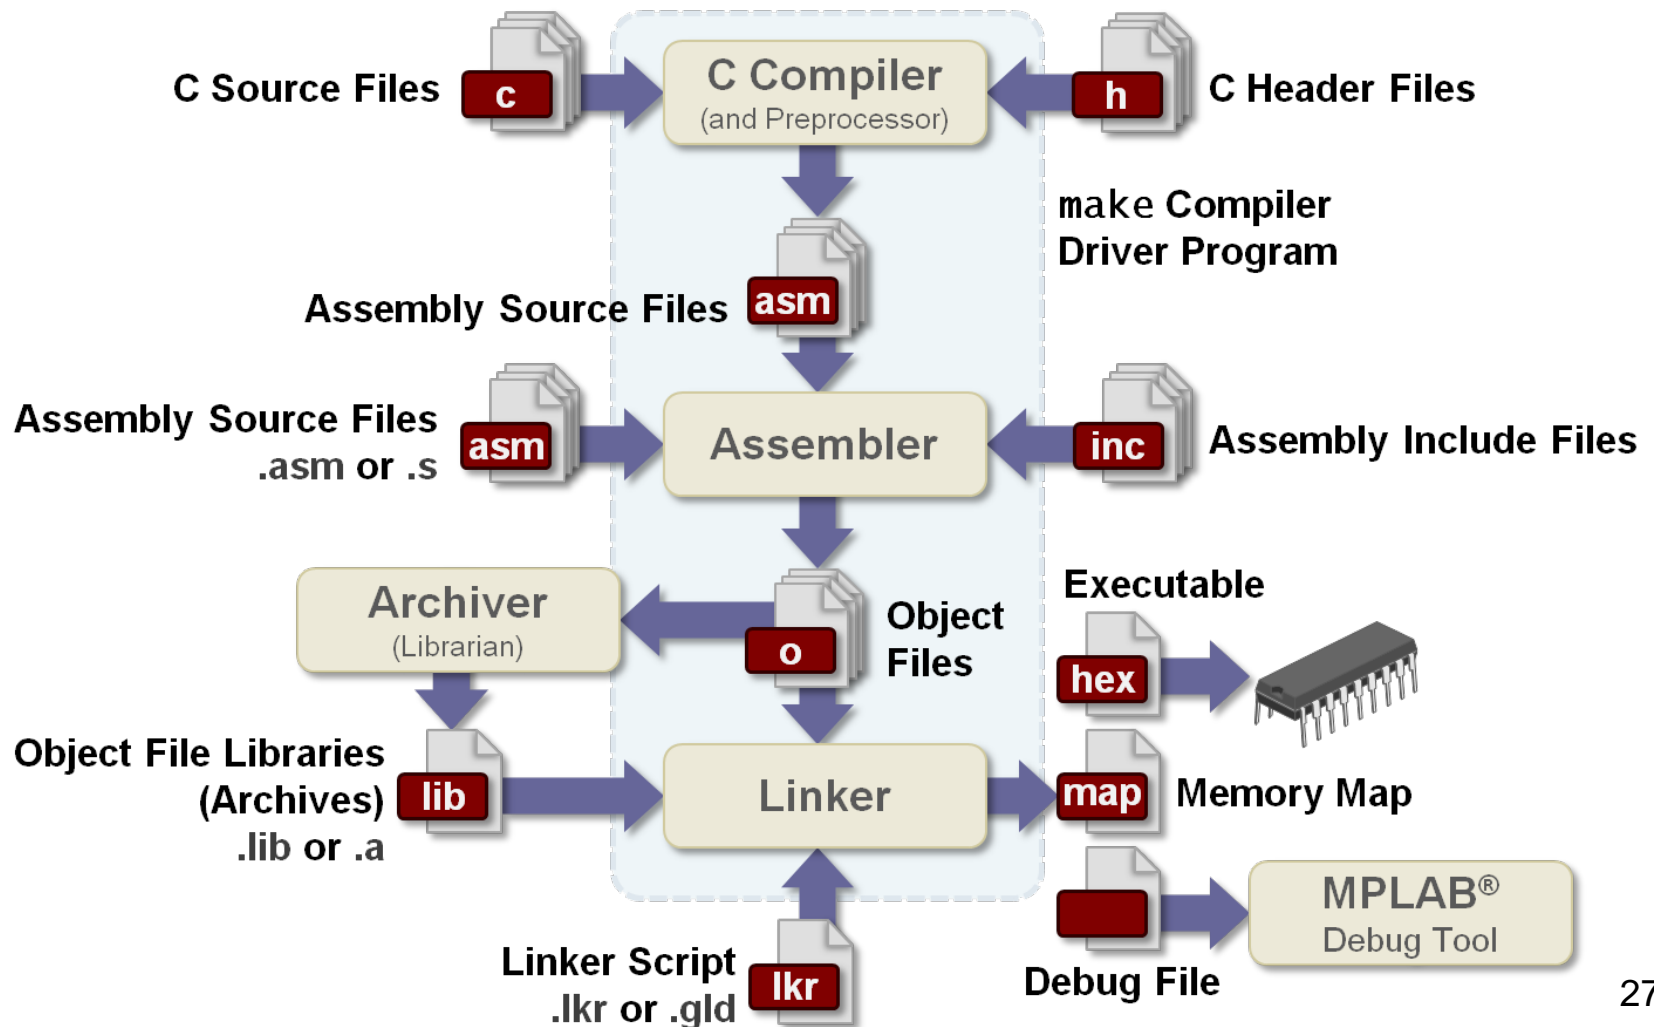 C Source Files
c
C Compiler
(and Preprocessor)
h
C Header Files
make Compiler
Driver Program
Assembly Source Files
asm
Assembly Source Files
.asm or .s
asm
Assembler
inc
Assembly Include Files
Archiver
(Librarian)
o
Object
Files
Executable
hex
Object File Libraries
(Archives)
.lib or .a
lib
Linker
map
Memory Map
Linker Script
.lkr or .gld
lkr
Debug File
MPLAB®
Debug Tool
27